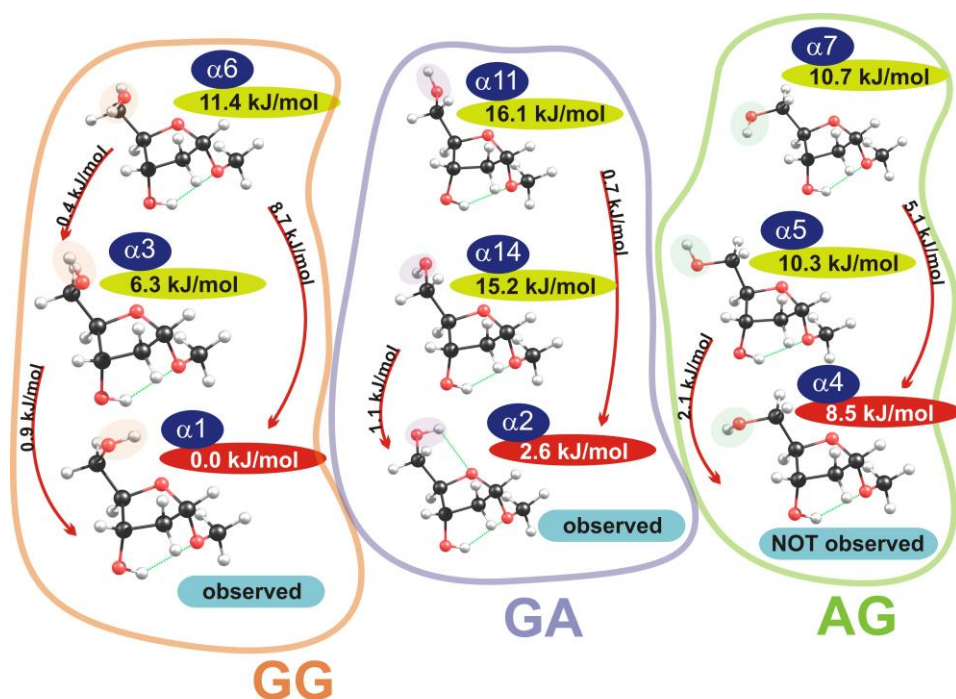 α6
11.4 kJ/mol
0.4 kJ/mol
8.7 kJ/mol
α3
6.3 kJ/mol
0.9 kJ/mol
α1
0.0 kJ/mol
observed
GG
α11
16.1 kJ/mol
0.7 kJ/mol
α14
15.2 kJ/mol
1.1 kJ/mol
α2
2.6 kJ/mol
observed
GA
α7
10.7 kJ/mol
5.1 kJ/mol
α5
10.3 kJ/mol
2.1 kJ/mol
α4
8.5 kJ/mol
NOT observed
AG